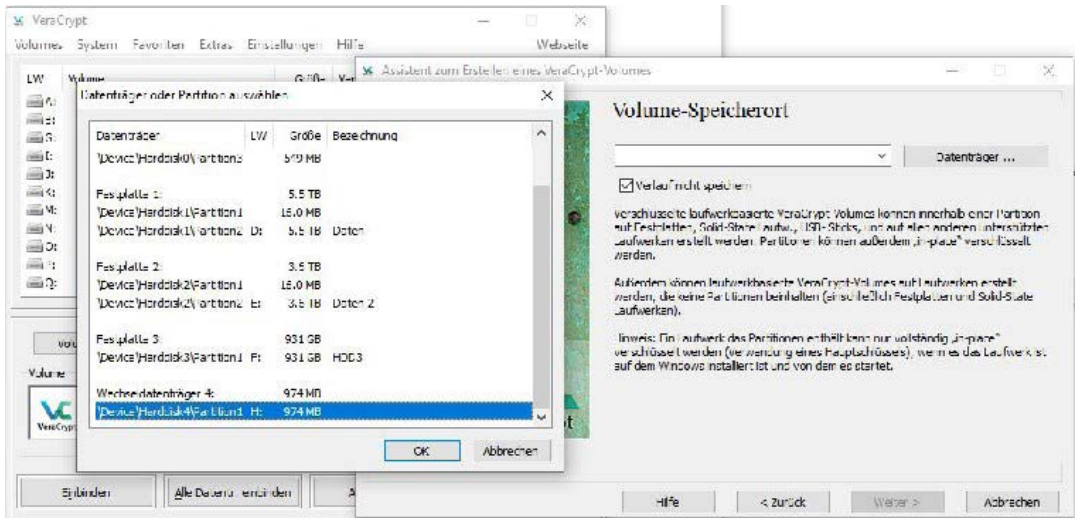 VeraCrypt
Volumes System Favoriten Extras Einstellungen Hilfe Webseite
LW Volume Größe
A:
B:
G:
I:
J:
K:
M:
N:
O:
P:
Q:
Volume
VeraCrypt
Einbinden
Alle Datentr. einbinden
Datenträger oder Partition auswählen
Datenträger LW Größe Bezeichnung
\Device\Harddisk0\Partition3 549 MB
Festplatte 1: 5.5 TB
\Device\Harddisk1\Partition1 16.0 MB
\Device\Harddisk1\Partition2 D: 5.5 TB Daten
Festplatte 2: 3.6 TB
\Device\Harddisk2\Partition1 16.0 MB
\Device\Harddisk2\Partition2 E: 3.6 TB Daten 2
Festplatte 3: 931 GB
\Device\Harddisk3\Partition1 F: 931 GB HDD3
Wechseldatenträger 4: 974 MB
\Device\Harddisk4\Partition1 H: 974 MB
OK Abbrechen
Assistent zum Erstellen eines VeraCrypt-Volumes
Volume-Speicherort
Datenträger ...
Verlauf nicht speichern
Verschlüsselte laufwerkbasierte VeraCrypt-Volumes können innerhalb einer Partition
auf Festplatten, Solid-State Laufw., USB-Sticks, und auf allen anderen unterstützten
Laufwerken erstellt werden. Partitionen können außerdem „in-place“ verschlüsselt
werden.
Außerdem können laufwerkbasierte VeraCrypt-Volumes auf Laufwerken erstellt
werden, die keine Partitionen beinhalten (einschließlich Festplatten und Solid-State
Laufwerken).
Hinweis: Ein Laufwerk das Partitionen enthält kann nur vollständig „in-place“
verschlüsselt werden (verwendung eines Hauptschlüssels), wenn es das Laufwerk ist
auf dem Windows installiert ist und von dem es startet.
Hilfe < Zurück Weiter > Abbrechen